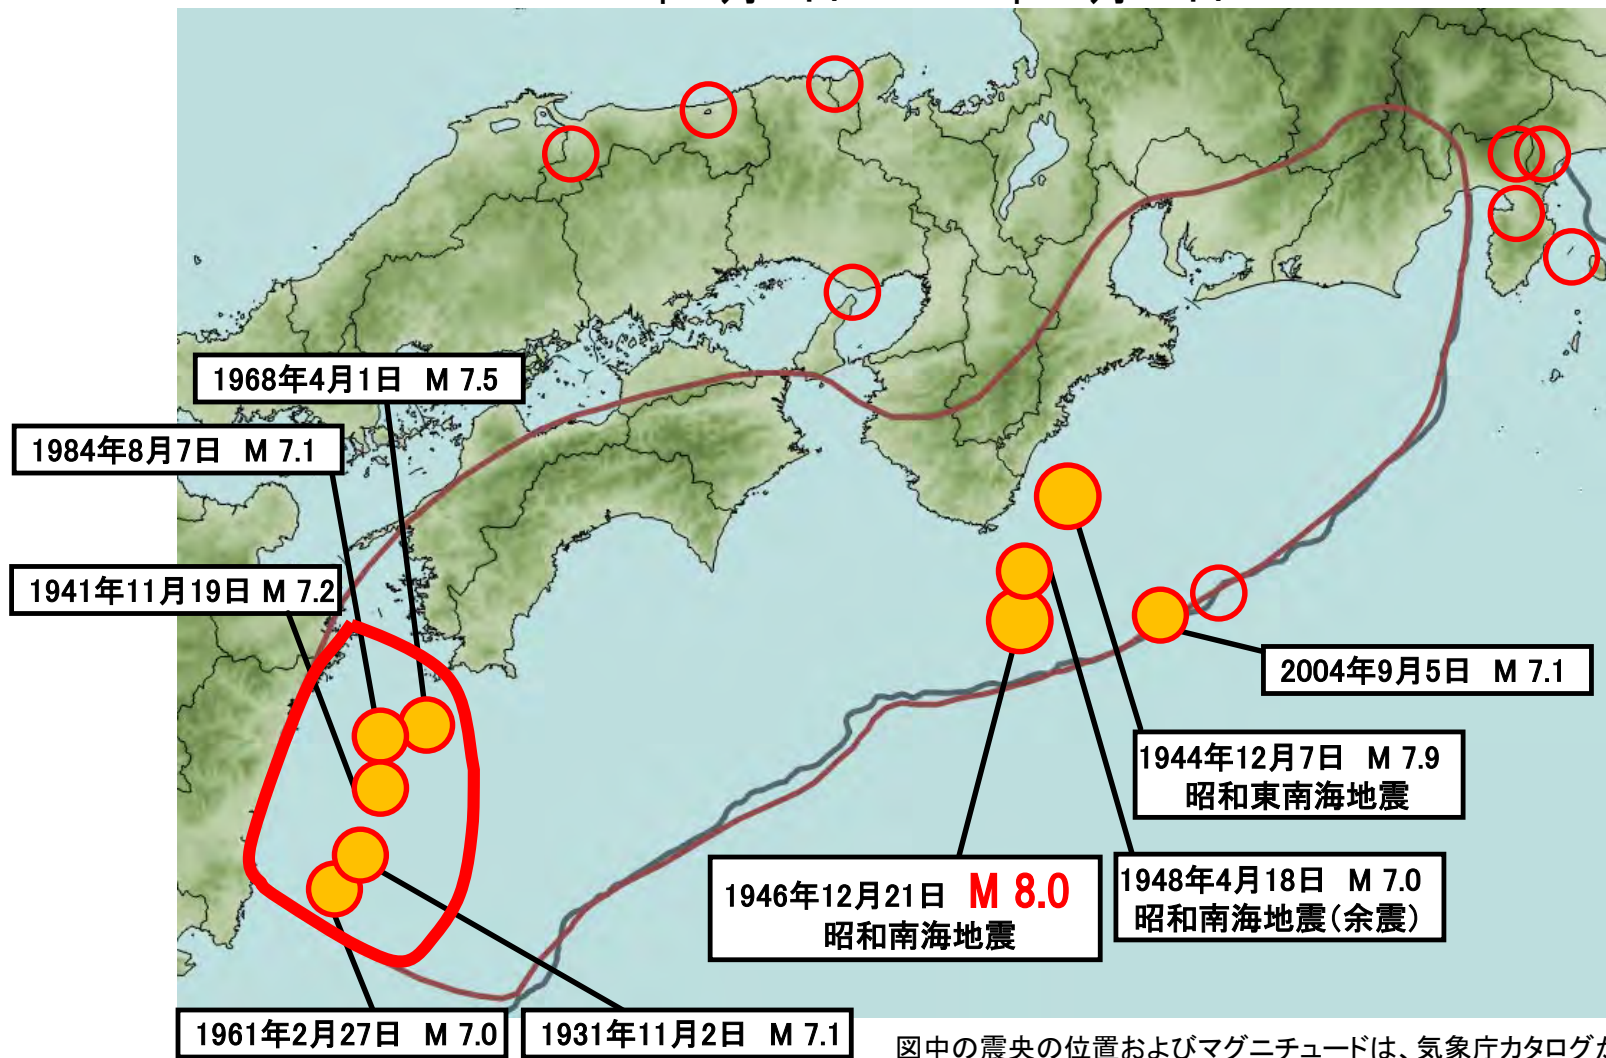 1968年4月1日 M 7.5
1984年8月7日 M 7.1
1941年11月19日 M 7.2
2004年9月5日 M 7.1
1944年12月7日 M 7.9
昭和東南海地震
1946年12月21日 M 8.0
昭和南海地震
1948年4月18日 M 7.0
昭和南海地震(余震)
1961年2月27日 M 7.0
1931年11月2日 M 7.1
図中の震央の位置およびマグニチュードは、気象庁カタログ